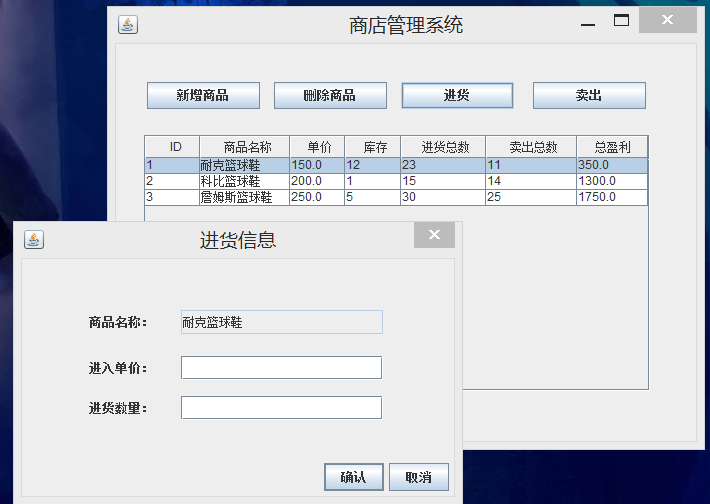 商店管理系统
新增商品 删除商品 进货 卖出
ID 商品名称 单价 库存 进货总数 卖出总数 总盈利
1 耐克篮球鞋 150.0 12 23 11 350.0
2 科比篮球鞋 200.0 1 15 14 1300.0
3 詹姆斯篮球鞋 250.0 5 30 25 1750.0
进货信息
商品名称： 耐克篮球鞋
进入单价：
进货数量：
确认 取消